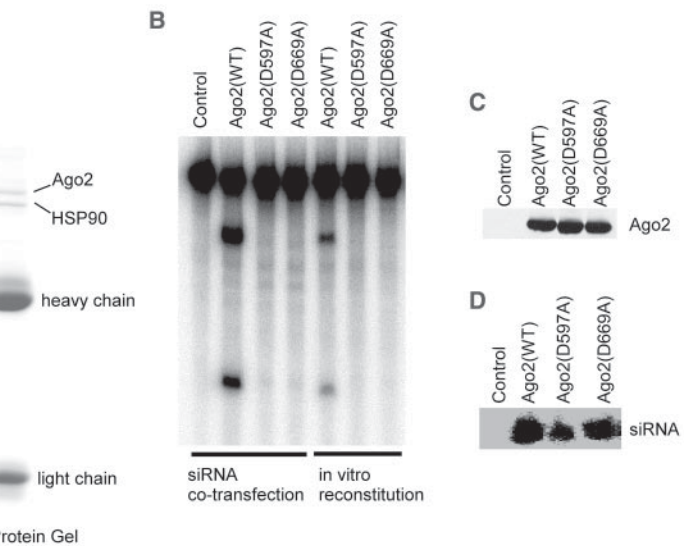 B
Control
Ago2(WT)
Ago2(D597A)
Ago2(D669A)
Ago2(WT)
Ago2(D597A)
Ago2(D669A)
Ago2
HSP90
heavy chain
light chain
rotein Gel
siRNA
co-transfection
in vitro
reconstitution
C
Control
Ago2(WT)
Ago2(D597A)
Ago2(D669A)
Ago2
D
Control
Ago2(WT)
Ago2(D597A)
Ago2(D669A)
siRNA